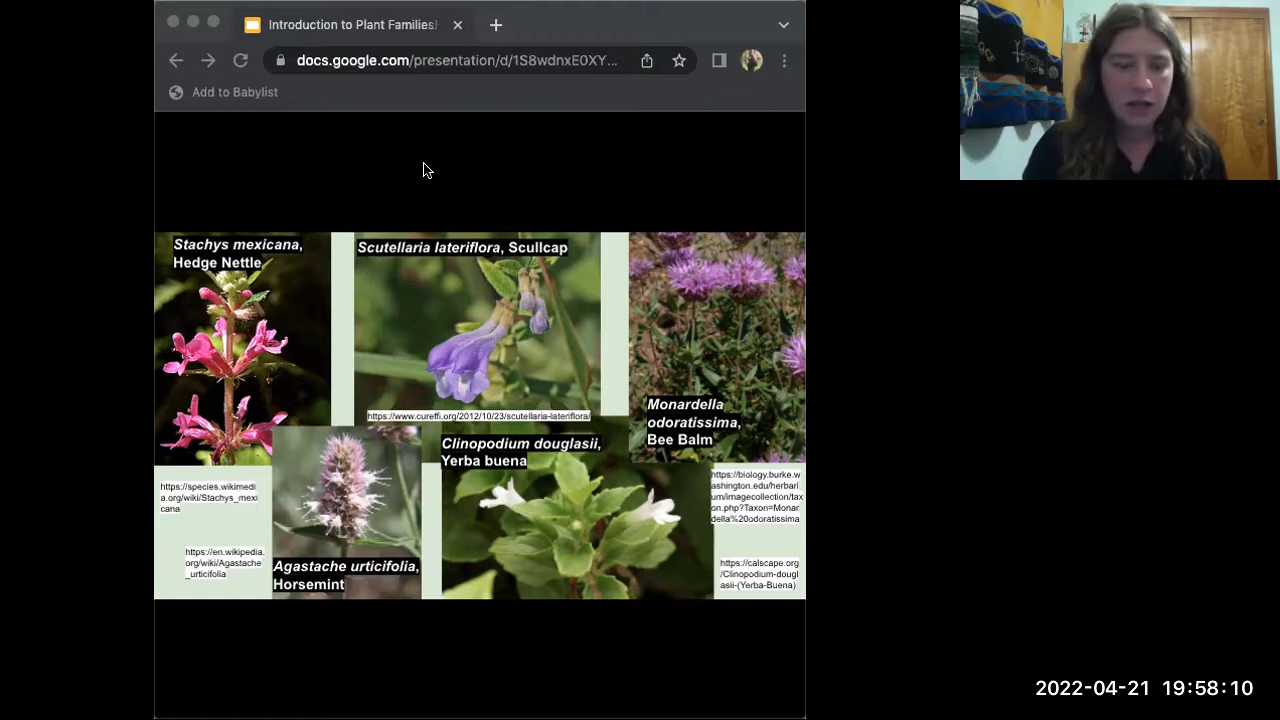 Introduction to Plant Families!
docs.google.com/presentation/d/1S8wdnxE0XY...
Add to Babylist
Stachys mexicana,
Hedge Nettle
Scutellaria lateriflora, Scullcap
https://www.cureffi.org/2012/10/23/scutellaria-lateriflora/
Monardella
odoratissima,
Bee Balm
Clinopodium douglasii,
Yerba buena
https://species.wikimedi
a.org/wiki/Stachys_mexi
cana
https://en.wikipedia.
org/wiki/Agastache
_urticifolia
Agastache urticifolia,
Horsemint
https://biology.burke.w
ashington.edu/herbari
um/imagecollection/tax
on.php?Taxon=Monar
della%20odoratissima
https://calscape.org
/Clinopodium-dougl
asii-(Yerba-Buena)
2022-04-21 19:58:10